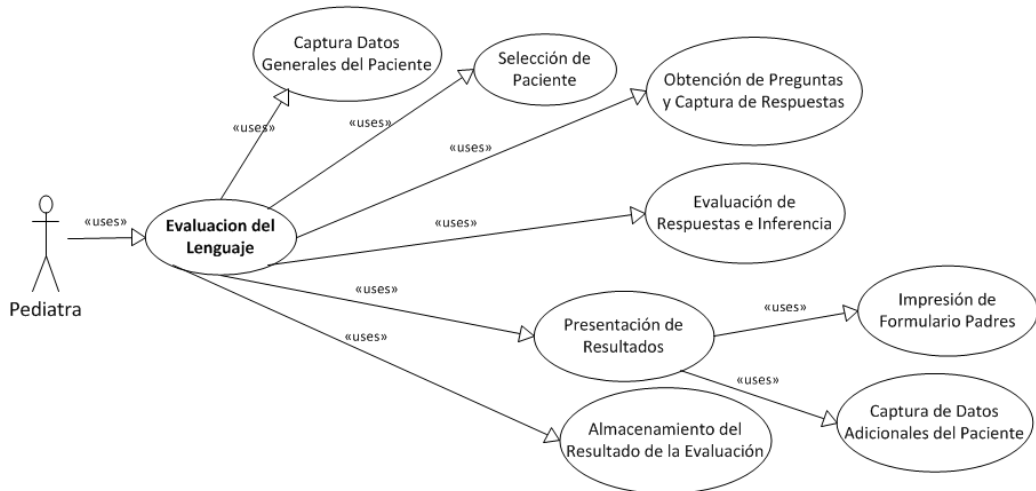 Captura Datos
Generales del Paciente
Selección de
Paciente
Obtención de Preguntas
y Captura de Respuestas
«uses»
«uses»
«uses»
Evaluación de
Respuestas e Inferencia
«uses»
«uses»
Evaluacion del
Lenguaje
Pediatra
«uses»
Presentación de
Resultados
«uses»
Impresión de
Formulario Padres
«uses»
«uses»
Captura de Datos
Adicionales del Paciente
Almacenamiento del
Resultado de la Evaluación